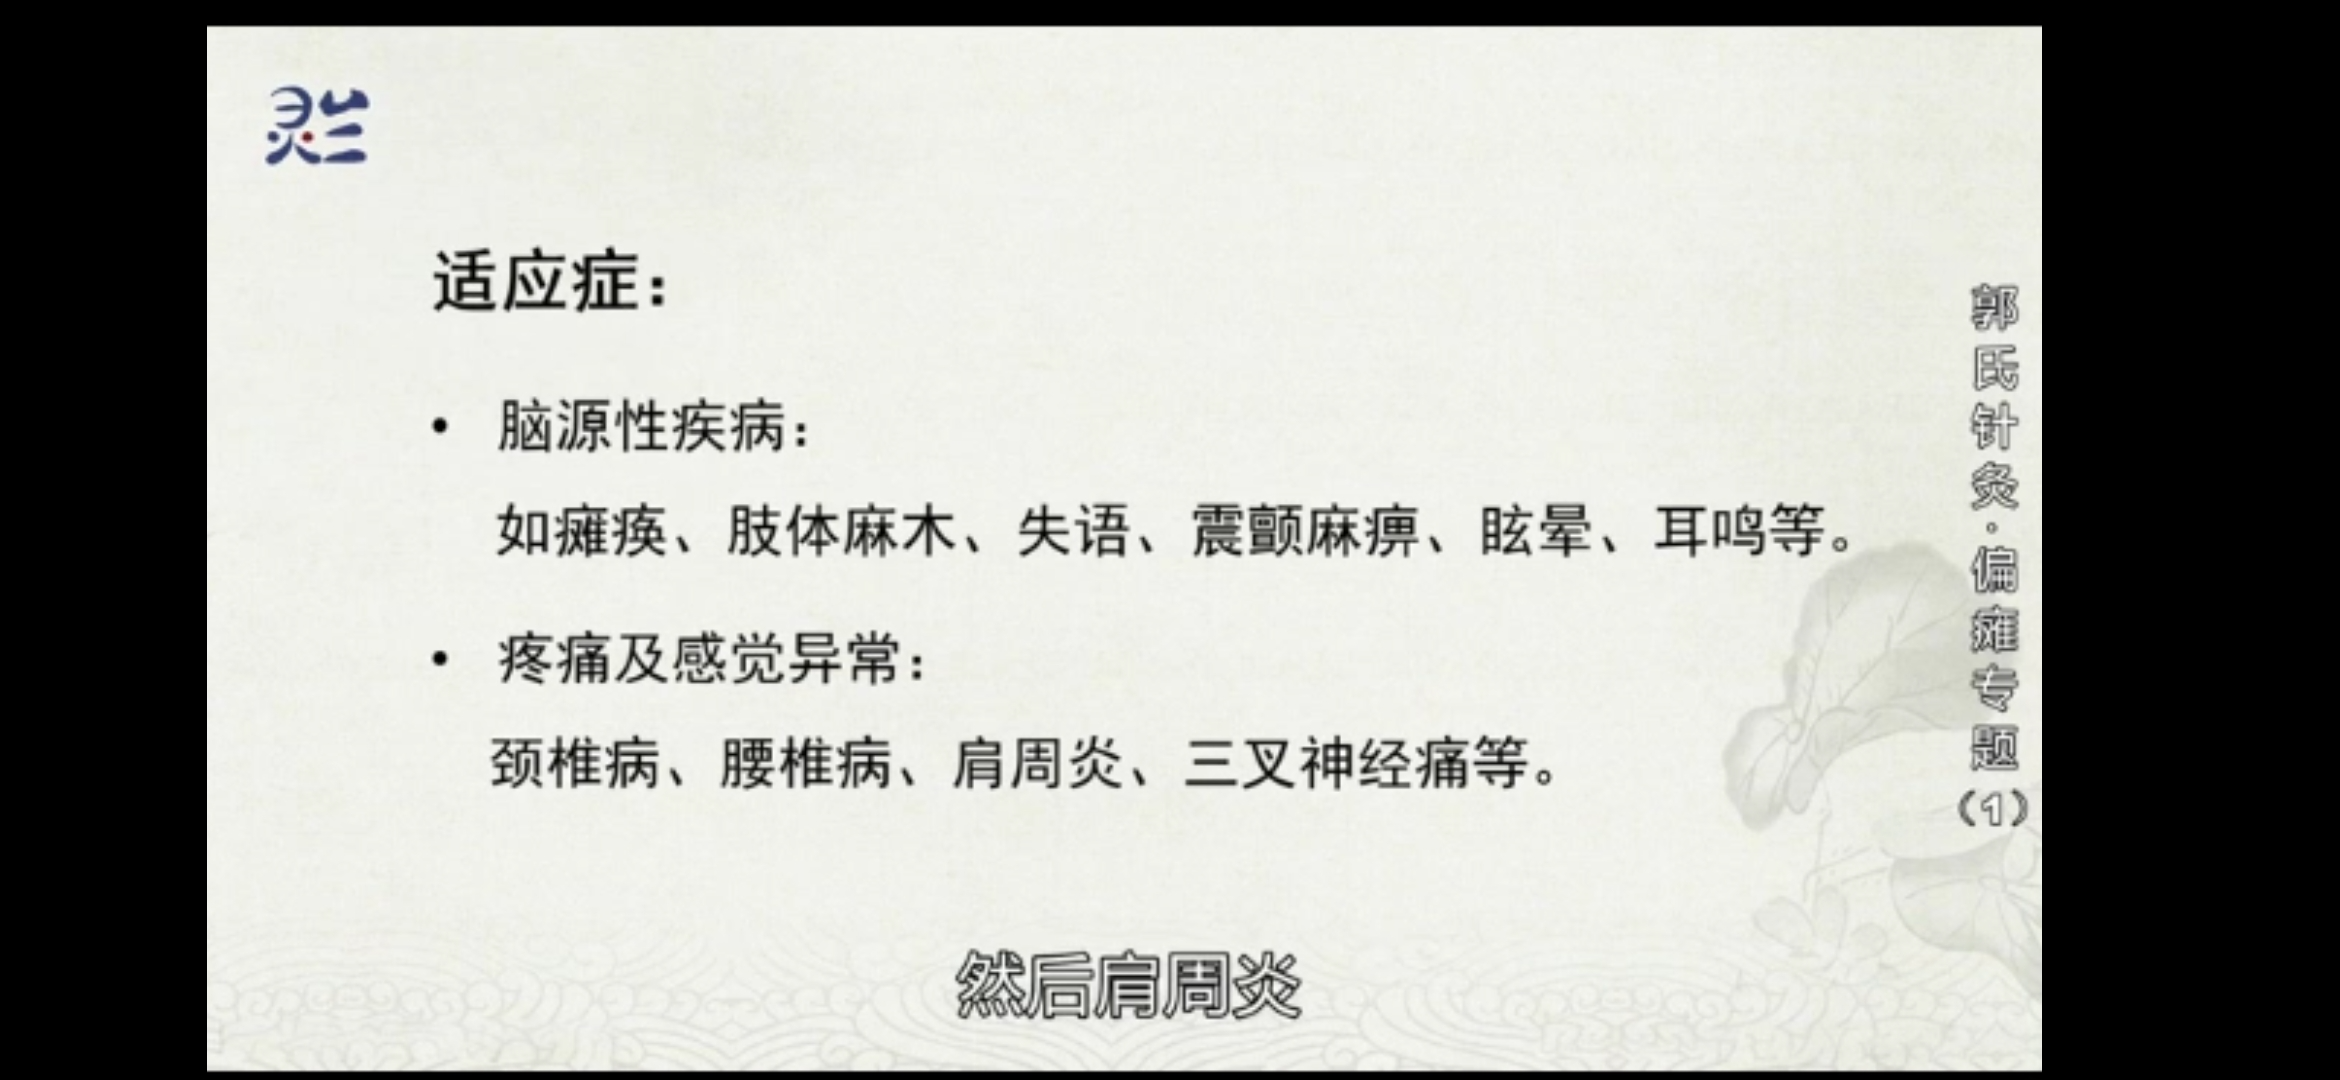 灵兰
适应症：
• 脑源性疾病：
如瘫痪、肢体麻木、失语、震颤麻痹、眩晕、耳鸣等。
• 疼痛及感觉异常：
颈椎病、腰椎病、肩周炎、三叉神经痛等。
郭氏针灸·偏瘫专题（1）
然后肩周炎